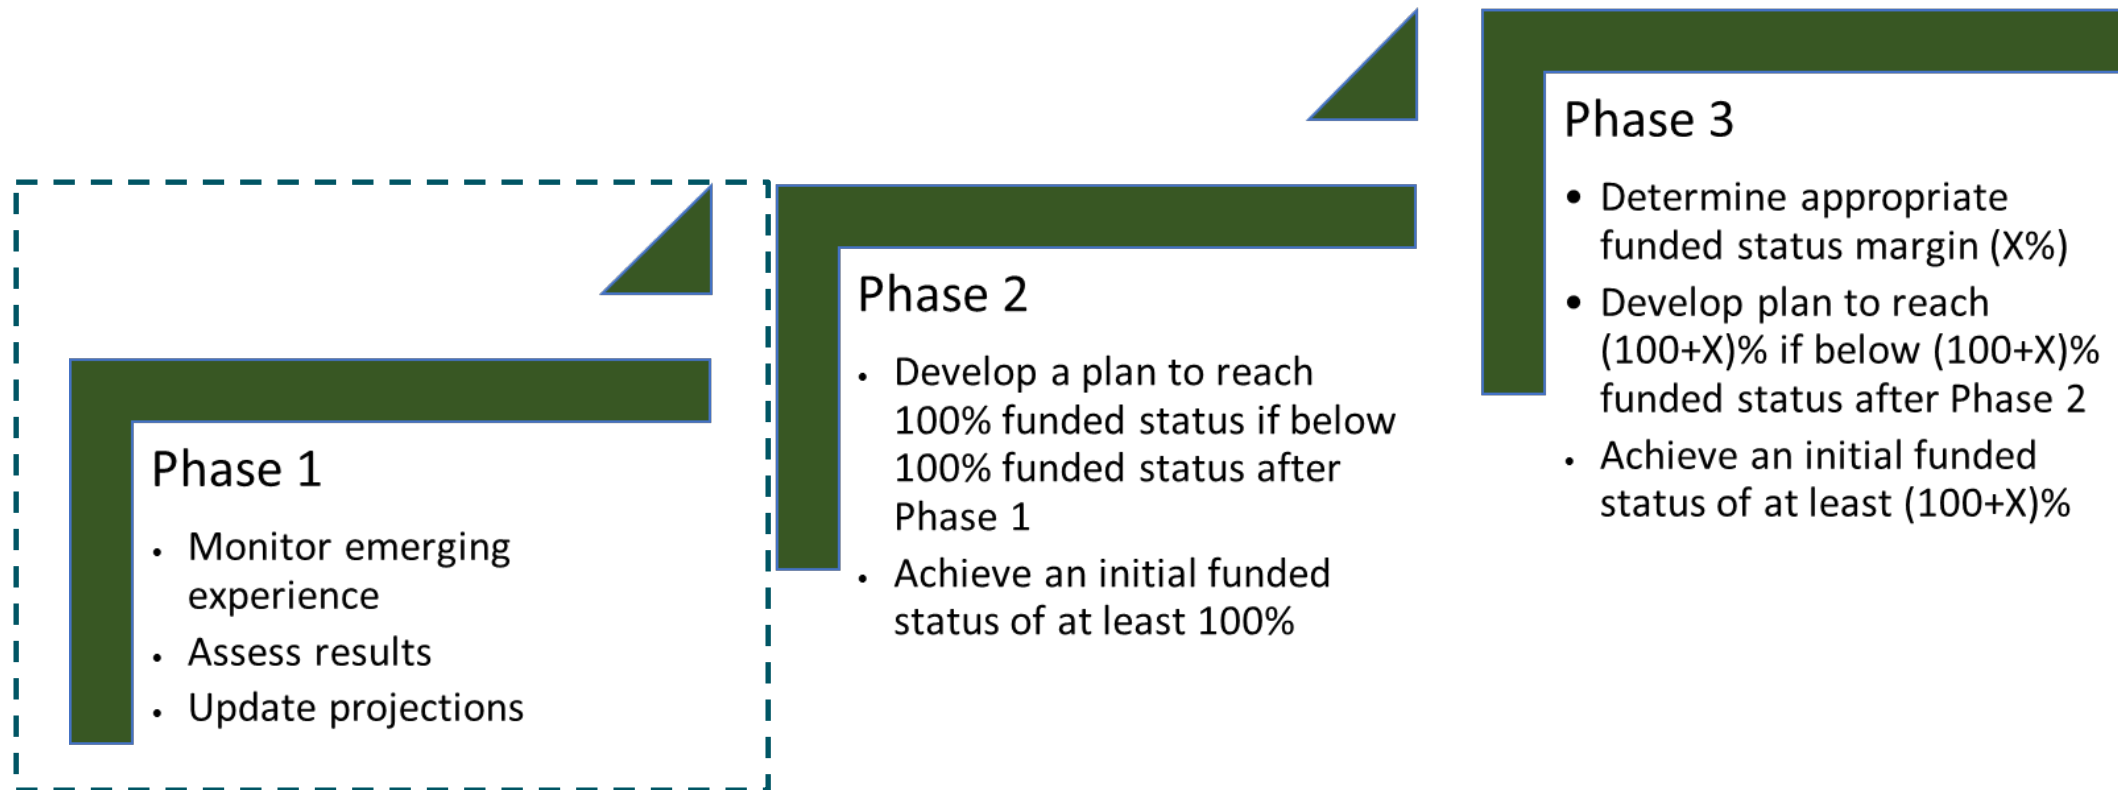 Phase 1
• Monitor emerging
experience
• Assess results
• Update projections
Phase 2
• Develop a plan to reach
100% funded status if below
100% funded status after
Phase 1
• Achieve an initial funded
status of at least 100%
Phase 3
• Determine appropriate
funded status margin (X%)
• Develop plan to reach
(100+X)% if below (100+X)%
funded status after Phase 2
• Achieve an initial funded
status of at least (100+X)%